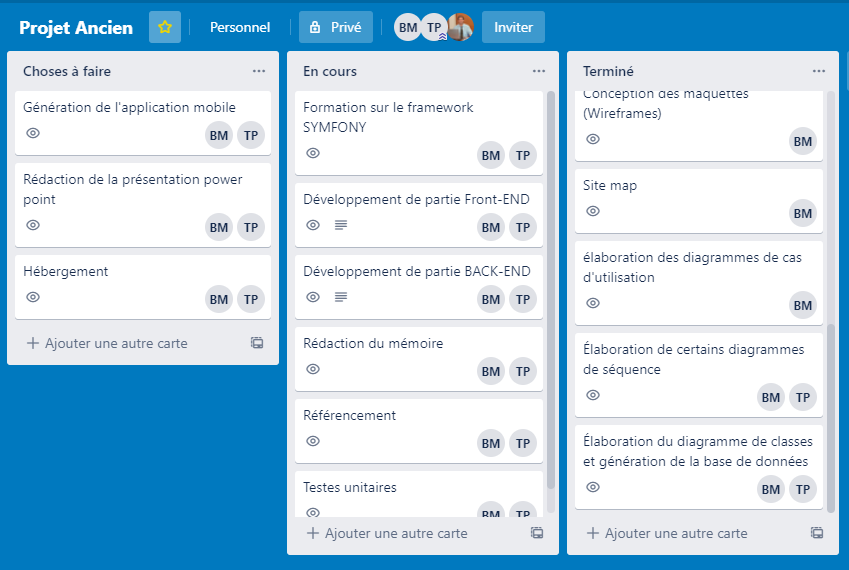 Projet Ancien
Personnel
Privé
BM TP
Inviter
Choses à faire
Génération de l'application mobile
BM TP
Rédaction de la présentation power
point
BM TP
Hébergement
BM TP
Ajouter une autre carte
En cours
Formation sur le framework
SYMFONY
BM TP
Développement de partie Front-END
BM TP
Développement de partie BACK-END
BM TP
Rédaction du mémoire
BM TP
Référencement
BM TP
Testes unitaires
BM TP
Ajouter une autre carte
Terminé
Conception des maquettes
(Wireframes)
BM
Site map
BM
élaboration des diagrammes de cas
d'utilisation
BM
Élaboration de certains diagrammes
de séquence
BM TP
Élaboration du diagramme de classes
et génération de la base de données
BM TP
Ajouter une autre carte